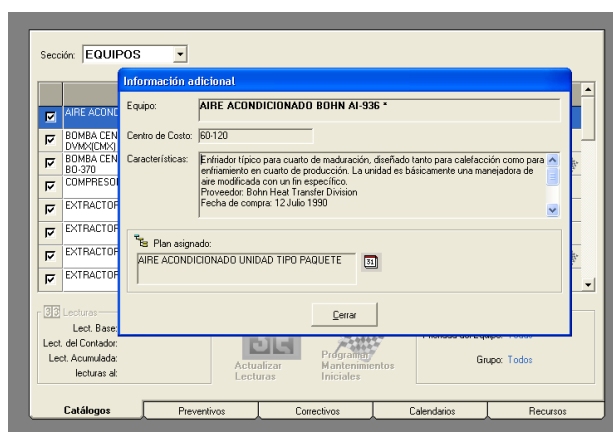 Sección: EQUIPOS
Información adicional
Equipo: AIRE ACONDICIONADO BOHN AI-936 *
Centro de Costo: 60-120
Características: Enfriador típico para cuarto de maduración, diseñado tanto para calefacción como para
enfriamiento en cuarto de producción. La unidad es básicamente una manejadora de
aire modificada con un fin específico.
Proveedor: Bohn Heat Transfer Division
Fecha de compra: 12 Julio 1990
Plan asignado:
AIRE ACONDICIONADO UNIDAD TIPO PAQUETE
31
Cerrar
AIRE ACOND
BOMBA CEN
DVMX(CMX)
BOMBA CEN
BO-370
COMPRESO
EXTRACTOR
EXTRACTOR
EXTRACTOR
EXTRACTOR
Lecturas
Lect. Base:
Lect. del Contador:
Lect. Acumulada:
lecturas al:
Actualizar
Lecturas
Programar
Mantenimientos
Iniciales
Grupo: Todos
Catálogos
Preventivos
Correctivos
Calendarios
Recursos